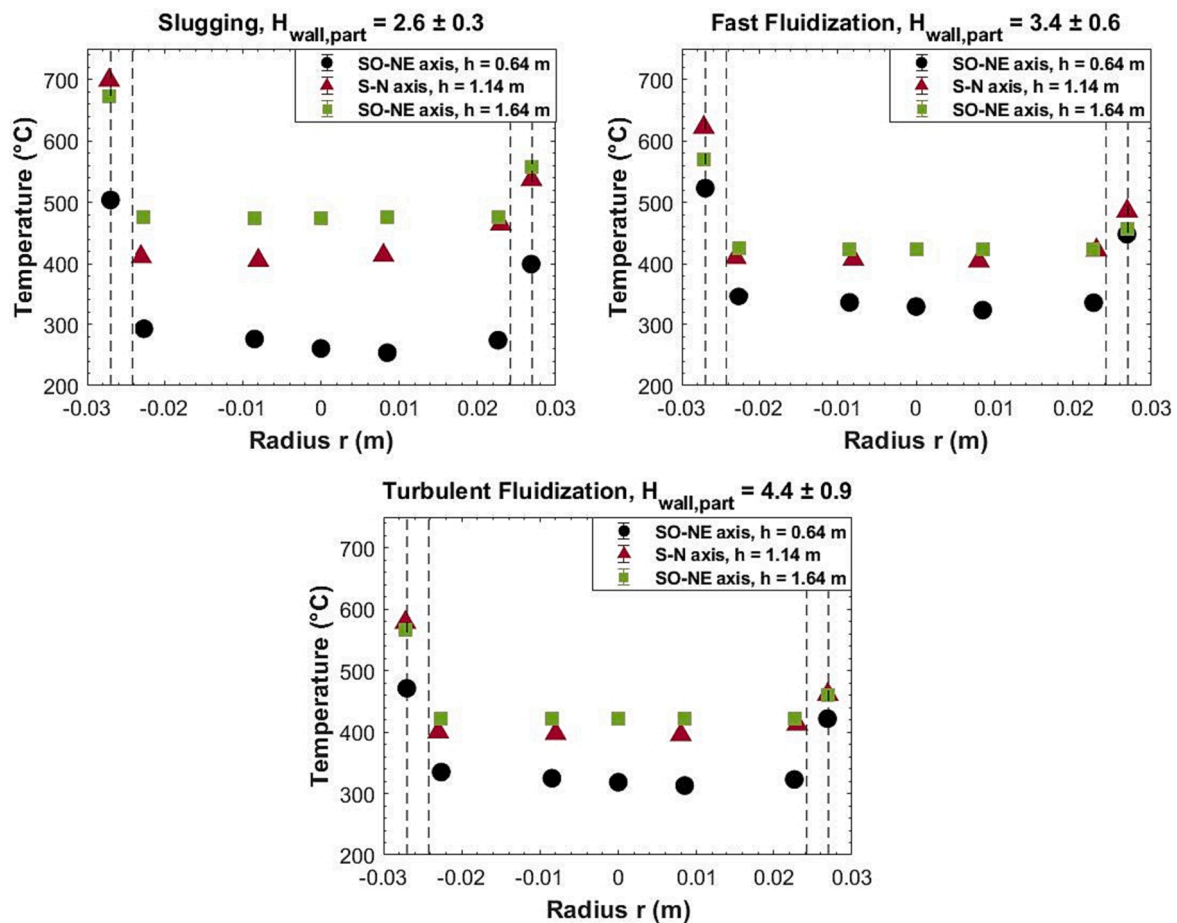 Slugging, H_wall,part = 2.6 ± 0.3
SO-NE axis, h = 0.64 m
S-N axis, h = 1.14 m
SO-NE axis, h = 1.64 m
Temperature (°C)
700
600
500
400
300
200
-0.03 -0.02 -0.01 0 0.01 0.02 0.03
Radius r (m)
Fast Fluidization, H_wall,part = 3.4 ± 0.6
SO-NE axis, h = 0.64 m
S-N axis, h = 1.14 m
SO-NE axis, h = 1.64 m
Temperature (°C)
700
600
500
400
300
200
-0.03 -0.02 -0.01 0 0.01 0.02 0.03
Radius r (m)
Turbulent Fluidization, H_wall,part = 4.4 ± 0.9
SO-NE axis, h = 0.64 m
S-N axis, h = 1.14 m
SO-NE axis, h = 1.64 m
Temperature (°C)
700
600
500
400
300
200
-0.03 -0.02 -0.01 0 0.01 0.02 0.03
Radius r (m)